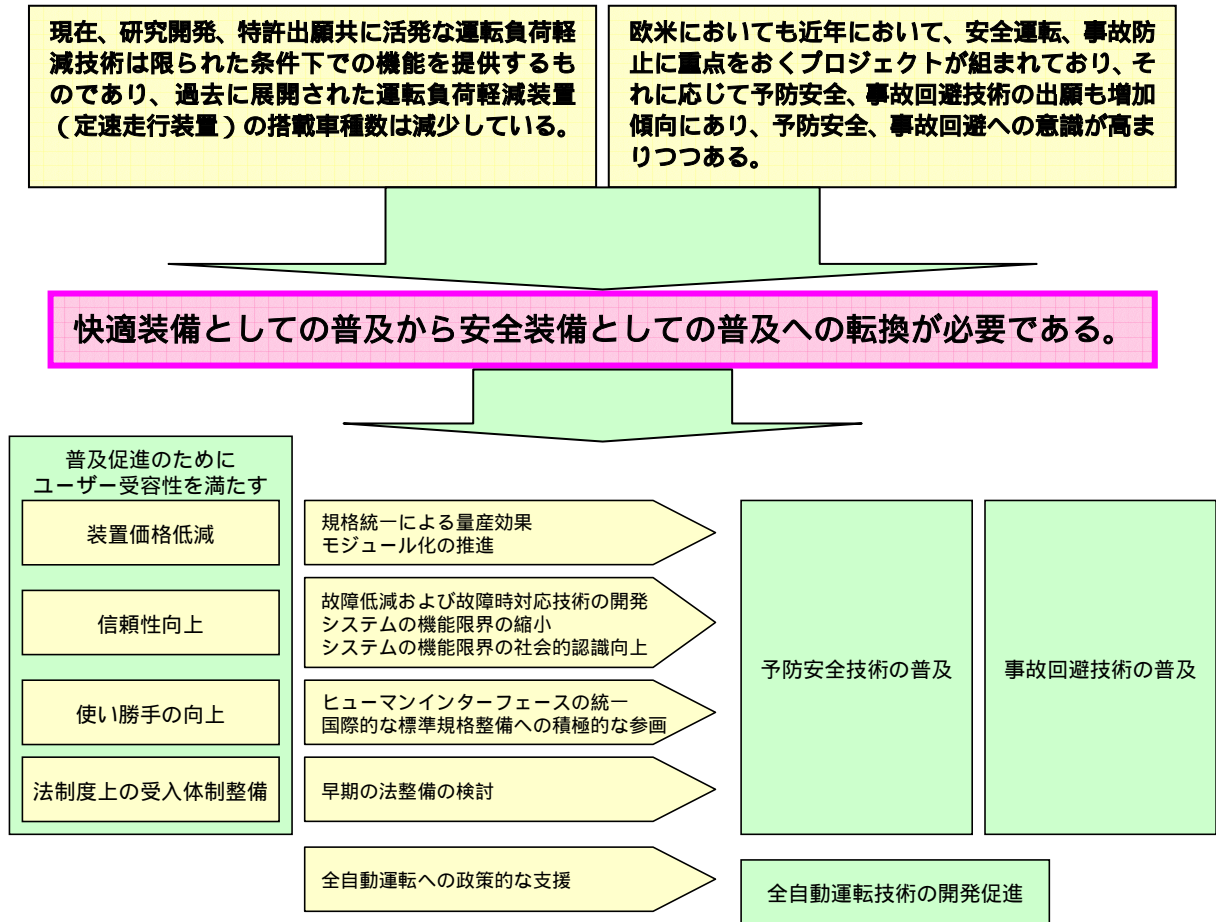 現在、研究開発、特許出願共に活発な運転負荷軽
減技術は限られた条件下での機能を提供するも
のであり、過去に展開された運転負荷軽減装置
（定速走行装置）の搭載車種数は減少している。
欧米においても近年において、安全運転、事故防
止に重点をおくプロジェクトが組まれており、そ
れに応じて予防安全、事故回避技術の出願も増加
傾向にあり、予防安全、事故回避への意識が高ま
りつつある。
快適装備としての普及から安全装備としての普及への転換が必要である。
普及促進のために
ユーザー受容性を満たす
装置価格低減
規格統一による量産効果
モジュール化の推進
信頼性向上
故障低減および故障時対応技術の開発
システムの機能限界の縮小
システムの機能限界の社会的認識向上
使い勝手の向上
ヒューマンインターフェースの統一
国際的な標準規格整備への積極的な参画
法制度上の受入体制整備
早期の法整備の検討
予防安全技術の普及
事故回避技術の普及
全自動運転への政策的な支援
全自動運転技術の開発促進